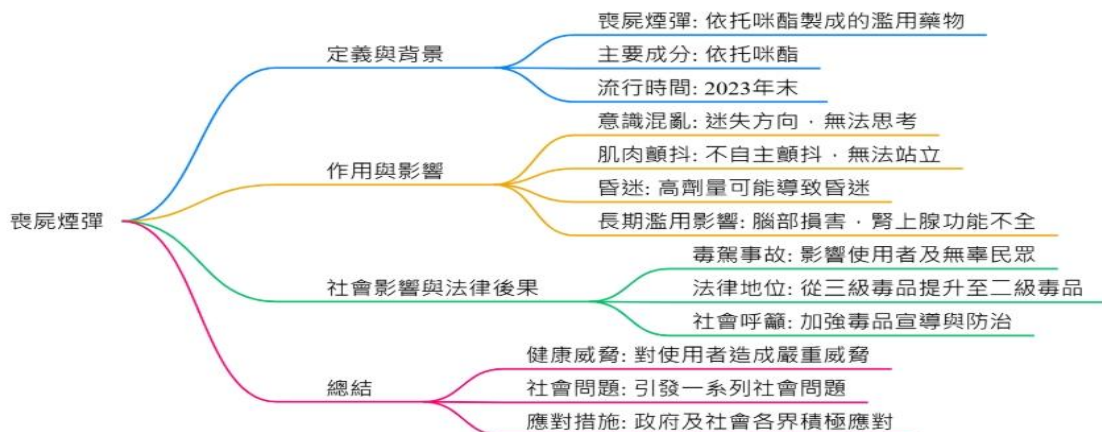 喪屍煙彈
定義與背景
喪屍煙彈: 依托咪酯製成的濫用藥物
主要成分: 依托咪酯
流行時間: 2023年末
作用與影響
意識混亂: 迷失方向，無法思考
肌肉顫抖: 不自主顫抖，無法站立
昏迷: 高劑量可能導致昏迷
長期濫用影響: 腦部損害，腎上腺功能不全
社會影響與法律後果
毒駕事故: 影響使用者及無辜民眾
法律地位: 從三級毒品提升至二級毒品
社會呼籲: 加強毒品宣導與防治
總結
健康威脅: 對使用者造成嚴重威脅
社會問題: 引發一系列社會問題
應對措施: 政府及社會各界積極應對